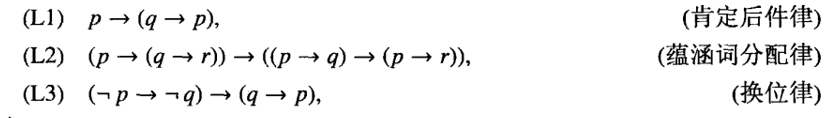 (L1) p → (q → p), (肯定后件律)
(L2) (p → (q → r)) → ((p → q) → (p → r)), (蕴涵词分配律)
(L3) (¬ p → ¬ q) → (q → p), (换位律)